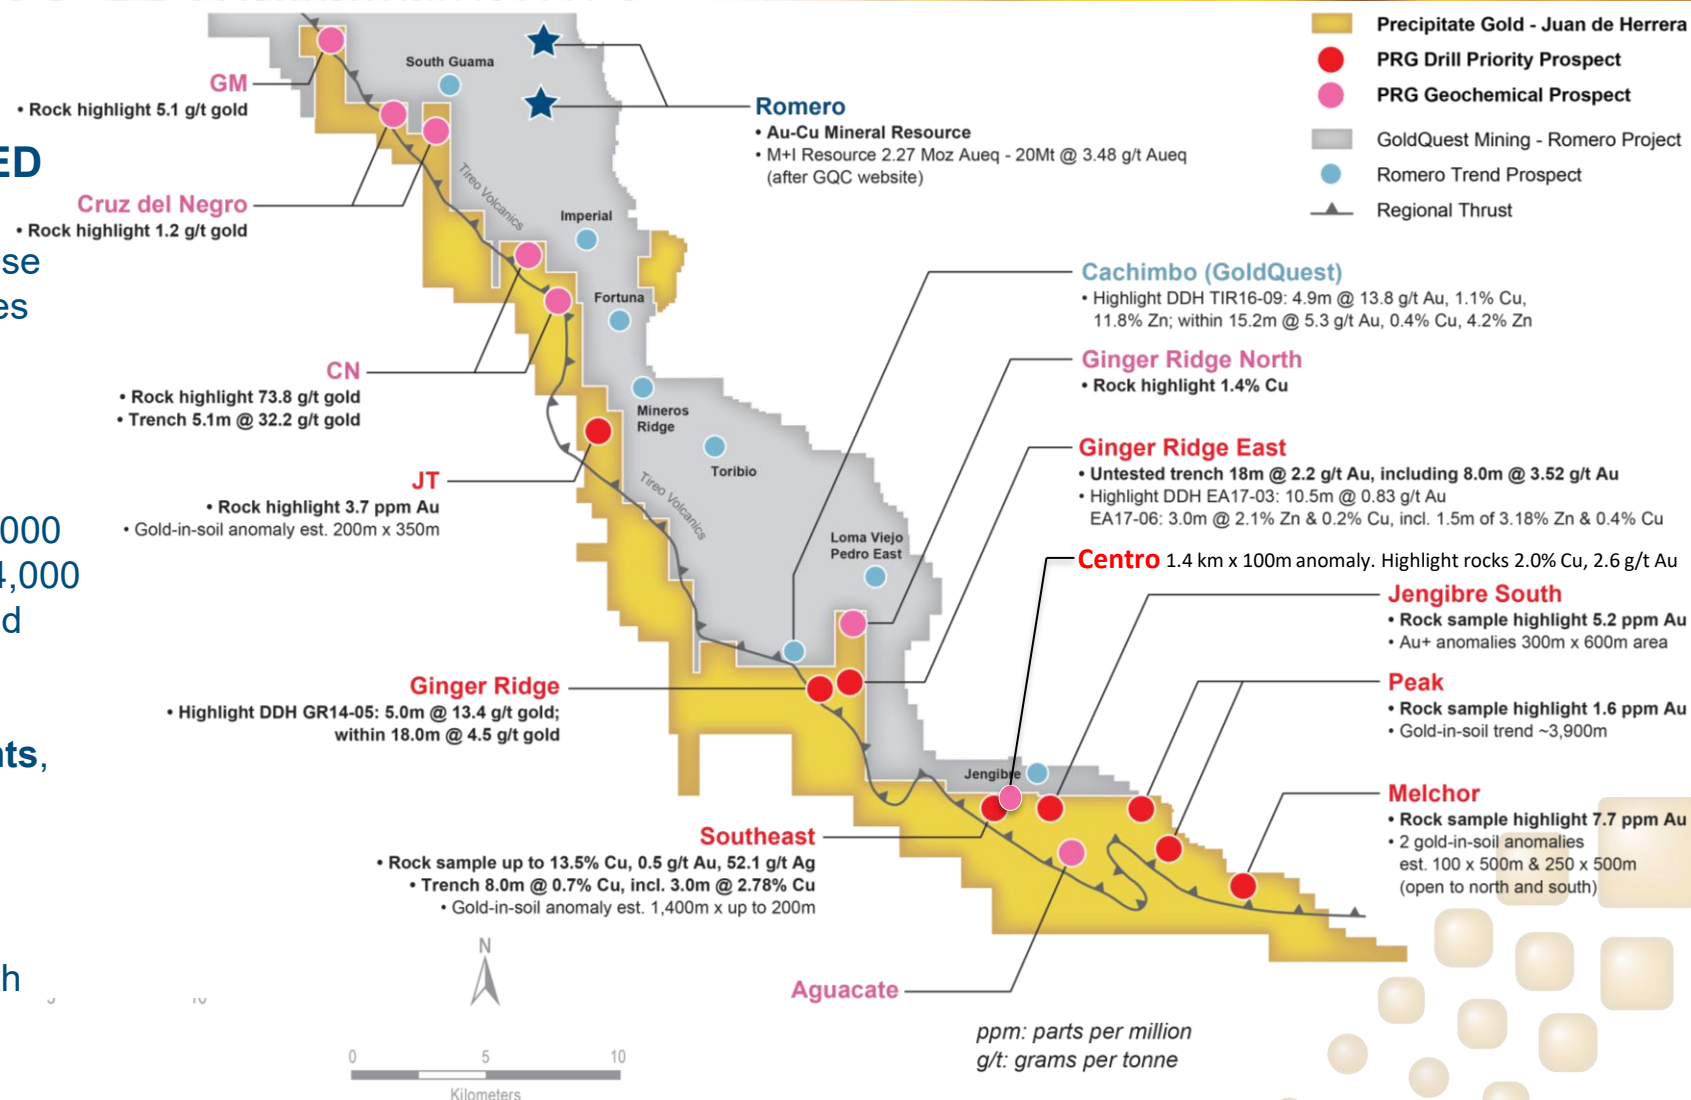 Precipitate Gold - Juan de Herrera
PRG Drill Priority Prospect
PRG Geochemical Prospect
GoldQuest Mining - Romero Project
Romero Trend Prospect
Regional Thrust
South Guama
GM
• Rock highlight 5.1 g/t gold
Romero
• Au-Cu Mineral Resource
• M+I Resource 2.27 Moz Aueq - 20Mt @ 3.48 g/t Aueq
(after GQC website)
ED
Cruz del Negro
• Rock highlight 1.2 g/t gold
Tireo Volcanics
Imperial
se
es
Fortuna
Cachimbo (GoldQuest)
• Highlight DDH TIR16-09: 4.9m @ 13.8 g/t Au, 1.1% Cu,
11.8% Zn; within 15.2m @ 5.3 g/t Au, 0.4% Cu, 4.2% Zn
CN
• Rock highlight 73.8 g/t gold
• Trench 5.1m @ 32.2 g/t gold
Ginger Ridge North
• Rock highlight 1.4% Cu
Mineros
Ridge
Toribio
Ginger Ridge East
• Untested trench 18m @ 2.2 g/t Au, including 8.0m @ 3.52 g/t Au
• Highlight DDH EA17-03: 10.5m @ 0.83 g/t Au
EA17-06: 3.0m @ 2.1% Zn & 0.2% Cu, incl. 1.5m of 3.18% Zn & 0.4% Cu
JT
• Rock highlight 3.7 ppm Au
• Gold-in-soil anomaly est. 200m x 350m
Tireo Volcanics
,000
4,000
d
Loma Viejo
Pedro East
Centro 1.4 km x 100m anomaly. Highlight rocks 2.0% Cu, 2.6 g/t Au
Jengibre South
• Rock sample highlight 5.2 ppm Au
• Au+ anomalies 300m x 600m area
Ginger Ridge
• Highlight DDH GR14-05: 5.0m @ 13.4 g/t gold;
within 18.0m @ 4.5 g/t gold
Peak
• Rock sample highlight 1.6 ppm Au
• Gold-in-soil trend ~3,900m
nts,
Jengibre
Melchor
• Rock sample highlight 7.7 ppm Au
• 2 gold-in-soil anomalies
est. 100 x 500m & 250 x 500m
(open to north and south)
Southeast
• Rock sample up to 13.5% Cu, 0.5 g/t Au, 52.1 g/t Ag
• Trench 8.0m @ 0.7% Cu, incl. 3.0m @ 2.78% Cu
• Gold-in-soil anomaly est. 1,400m x up to 200m
th
N
Aguacate
ppm: parts per million
g/t: grams per tonne
0 5 10
Kilometers